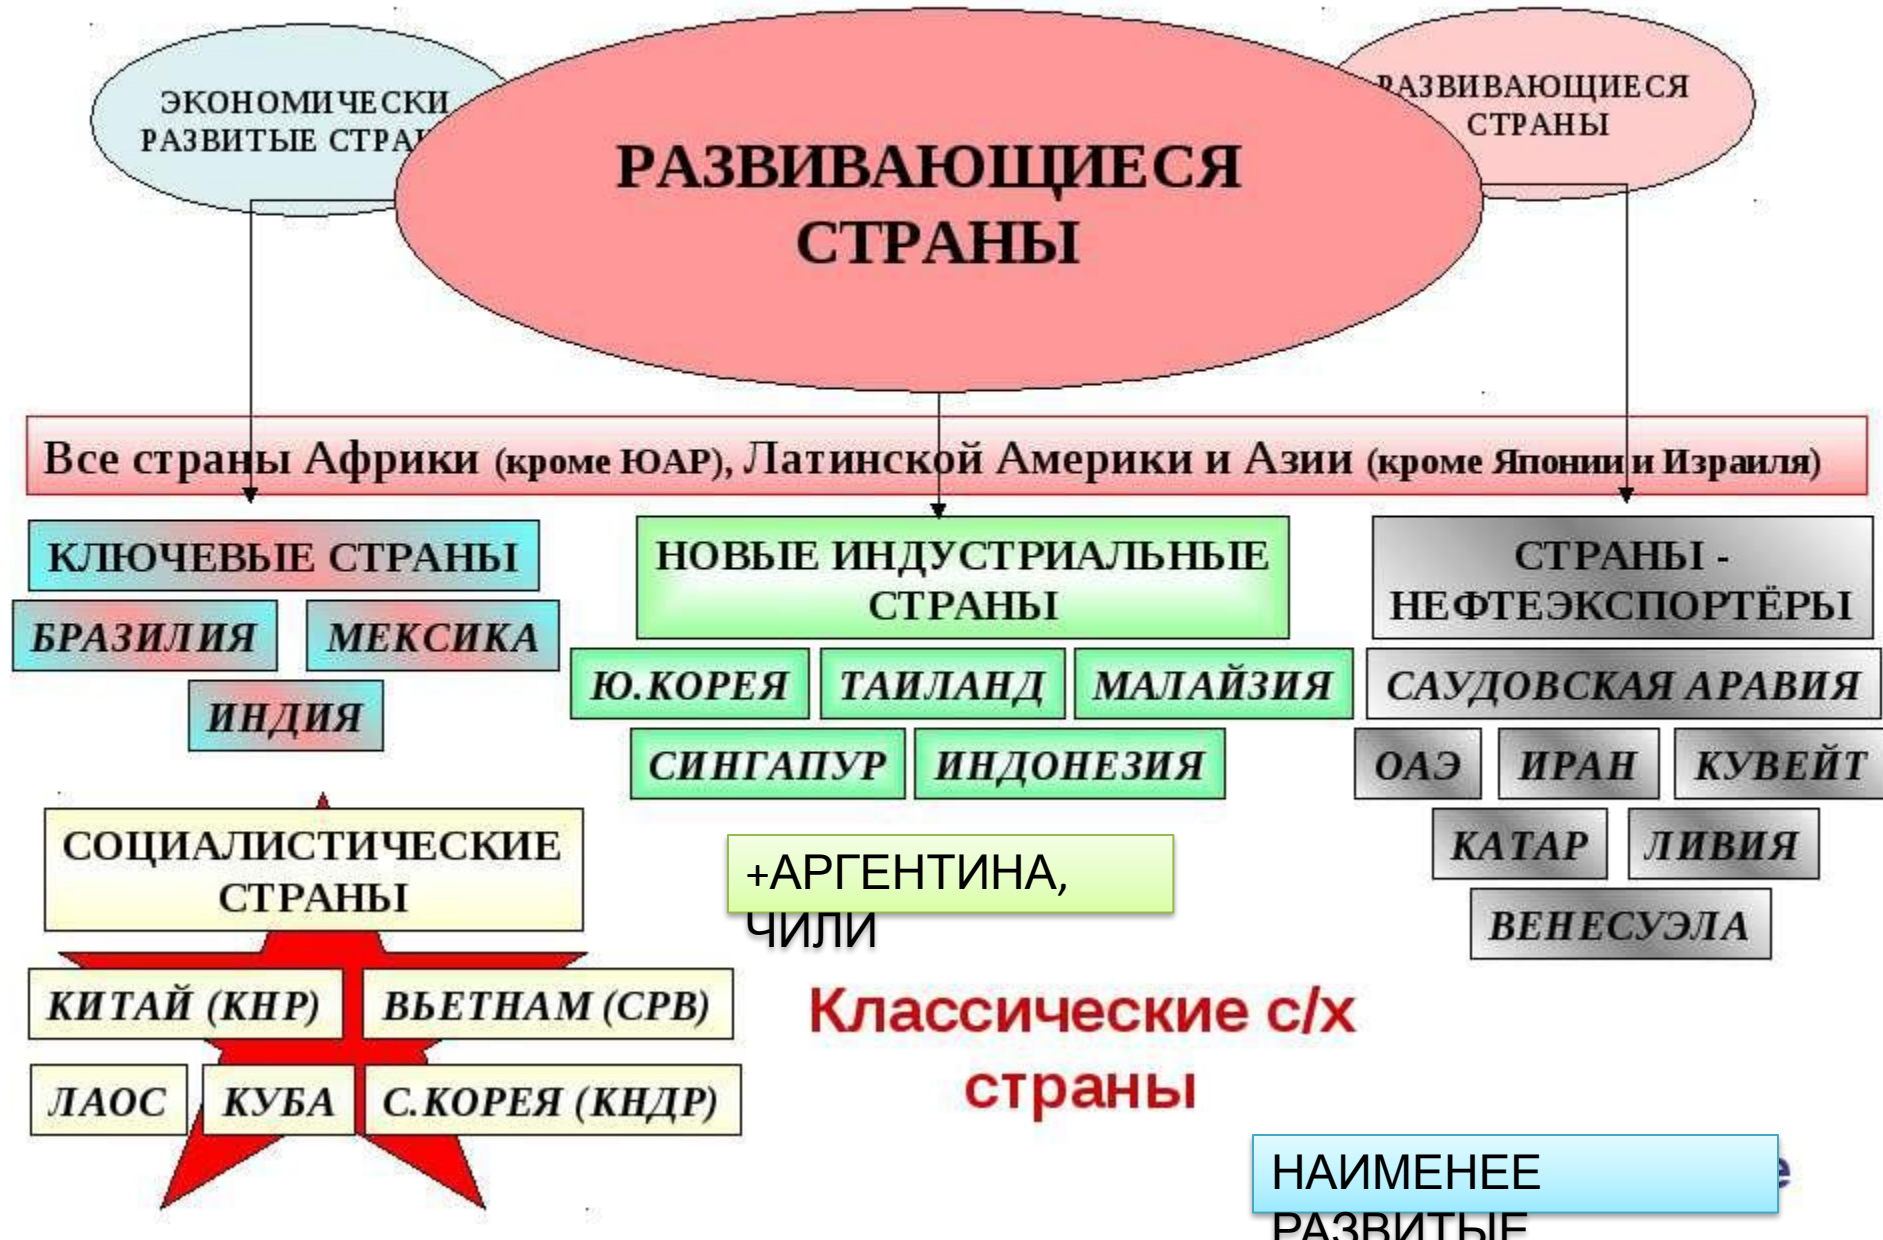 ЭКОНОМИЧЕСКИ
РАЗВИТЫЕ
РАЗВИВАЮЩИЕСЯ
СТРАНЫ
РАЗВИВАЮЩИЕСЯ
СТРАНЫ
Все страны Африки (кроме ЮАР), Латинской Америки и Азии (кроме Японии и Израиля)
КЛЮЧЕВЫЕ СТРАНЫ
БРАЗИЛИЯ
МЕКСИКА
ИНДИЯ
НОВЫЕ ИНДУСТРИАЛЬНЫЕ
СТРАНЫ
Ю.КОРЕЯ
ТАИЛАНД
МАЛАЙЗИЯ
СИНГАПУР
ИНДОНЕЗИЯ
+АРГЕНТИНА,
ЧИЛИ
СТРАНЫ -
НЕФТЕЭКСПОРТЁРЫ
САУДОВСКАЯ АРАВИЯ
ОАЭ
ИРАН
КУВЕЙТ
КАТАР
ЛИВИЯ
ВЕНЕСУЭЛА
СОЦИАЛИСТИЧЕСКИЕ
СТРАНЫ
КИТАЙ (КНР)
ВЬЕТНАМ (СРВ)
ЛАОС
КУБА
С.КОРЕЯ (КНДР)
Классические с/х
страны
НАИМЕНЕЕ
РАЗВИТЫЕ